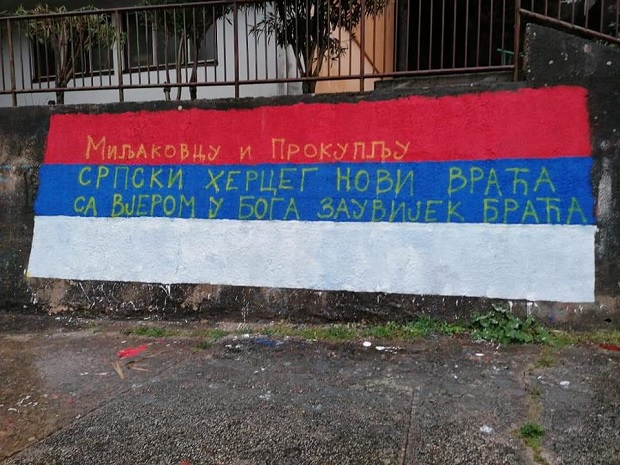 Миљаковцу и Прокупљу
СРПСКИ ХЕРЦЕГ НОВИ ВРАЋА
СА ВЈЕРОМ У БОГА ЗАУВИЈЕК БРАЋА